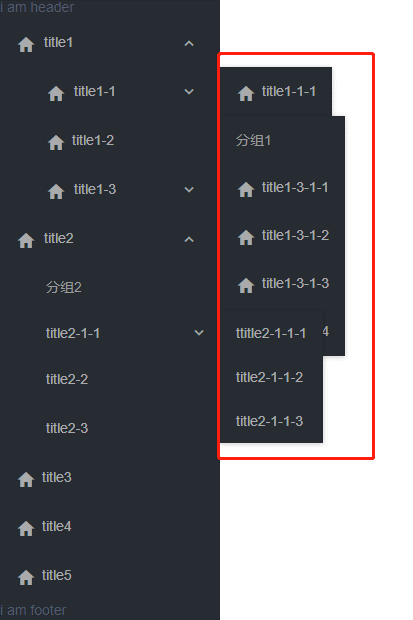 i am header
title1
title1-1
title1-2
title1-3
title2
分组2
title2-1-1
title2-2
title2-3
title3
title4
title5
i am footer
title1-1-1
分组1
title1-3-1-1
title1-3-1-2
title1-3-1-3
4
ttitle2-1-1-1
title2-1-1-2
title2-1-1-3